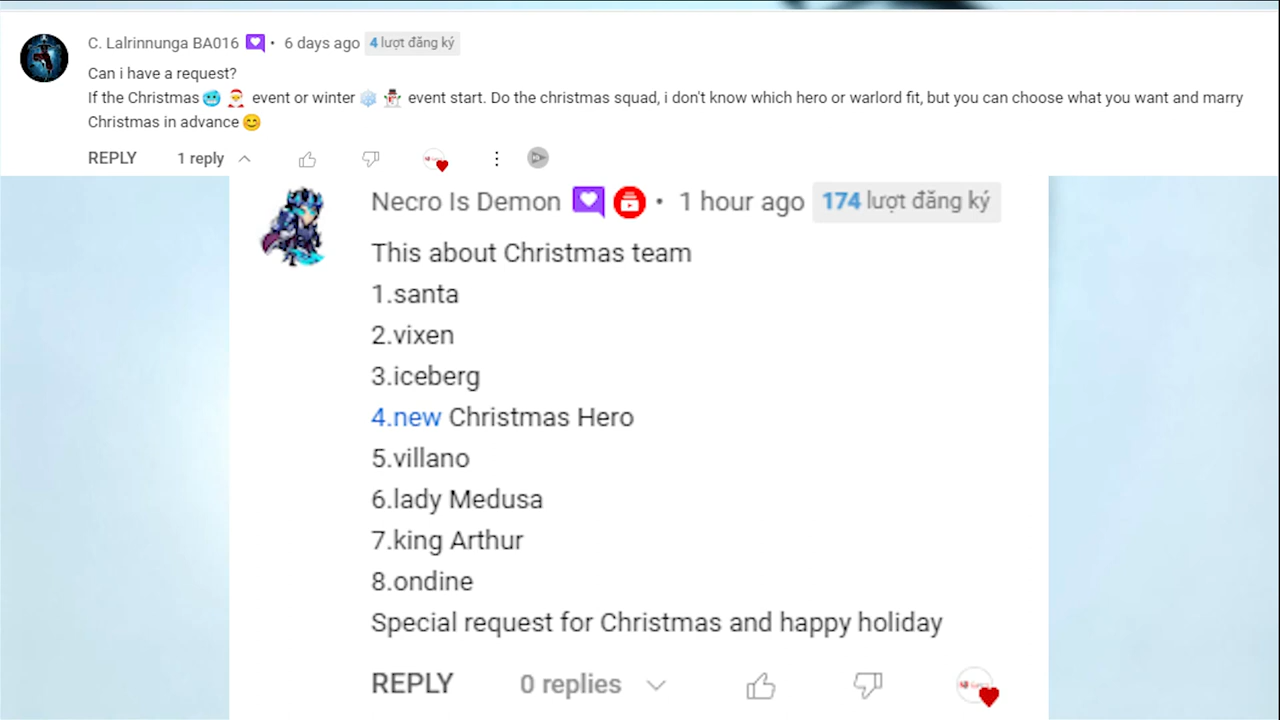 C. Lalrinnunga BA016 • 6 days ago 4 lượt đăng ký
Can i have a request?
If the Christmas🥶 🎅 event or winter ❄️ ⛄ event start. Do the christmas squad, i don't know which hero or warlord fit, but you can choose what you want and marry
Christmas in advance 😊
REPLY 1 reply
Necro Is Demon • 1 hour ago 174 lượt đăng ký
This about Christmas team
1.santa
2.vixen
3.iceberg
4.new Christmas Hero
5.villano
6.lady Medusa
7.king Arthur
8.ondine
Special request for Christmas and happy holiday
REPLY 0 replies